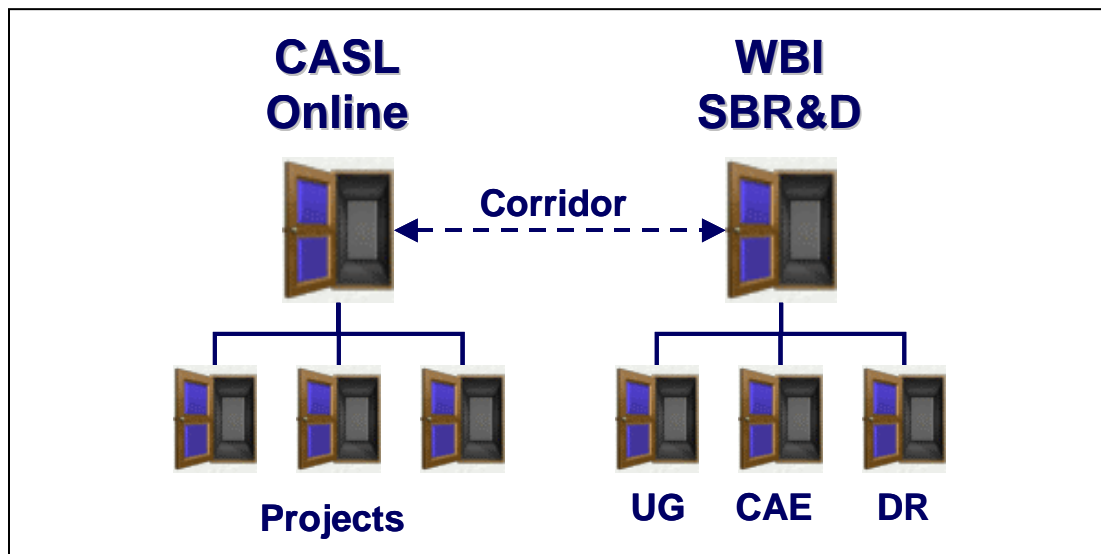 CASL
Online
WBI
SBR&D
Corridor
Projects
UG
CAE
DR